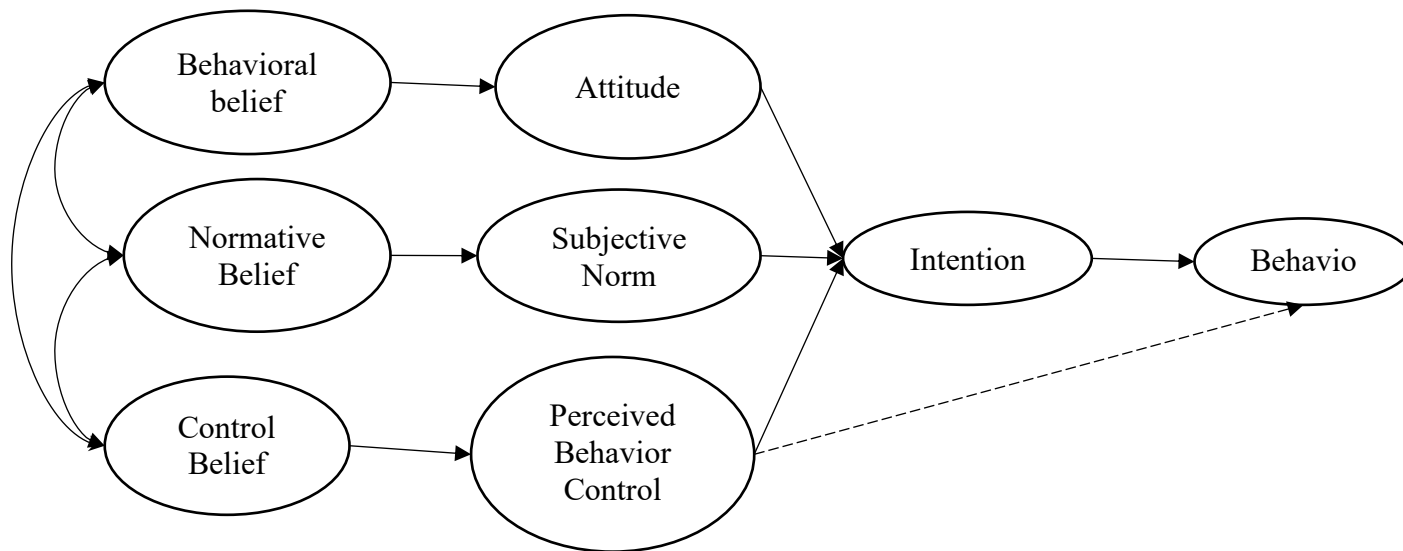 Behavioral
belief
Attitude
Normative
Belief
Subjective
Norm
Intention
Behavio
Control
Belief
Perceived
Behavior
Control